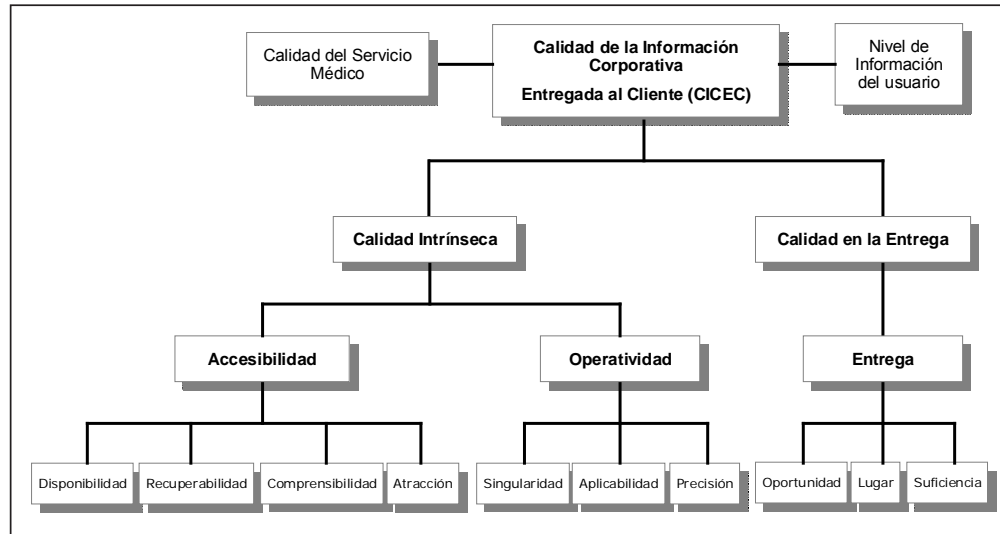 Calidad del Servicio
Médico
Calidad de la Información
Corporativa
Entregada al Cliente (CICEC)
Nivel de
Información
del usuario
Calidad Intrínseca
Calidad en la Entrega
Accesibilidad
Operatividad
Entrega
Disponibilidad
Recuperabilidad
Comprensibilidad
Atracción
Singularidad
Aplicabilidad
Precisión
Oportunidad
Lugar
Suficiencia